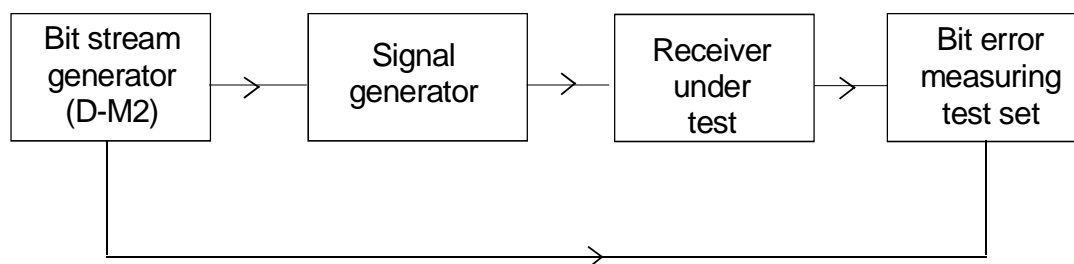 Bit stream
generator
(D-M2)
Signal
generator
Receiver
under
test
Bit error
measuring
test set